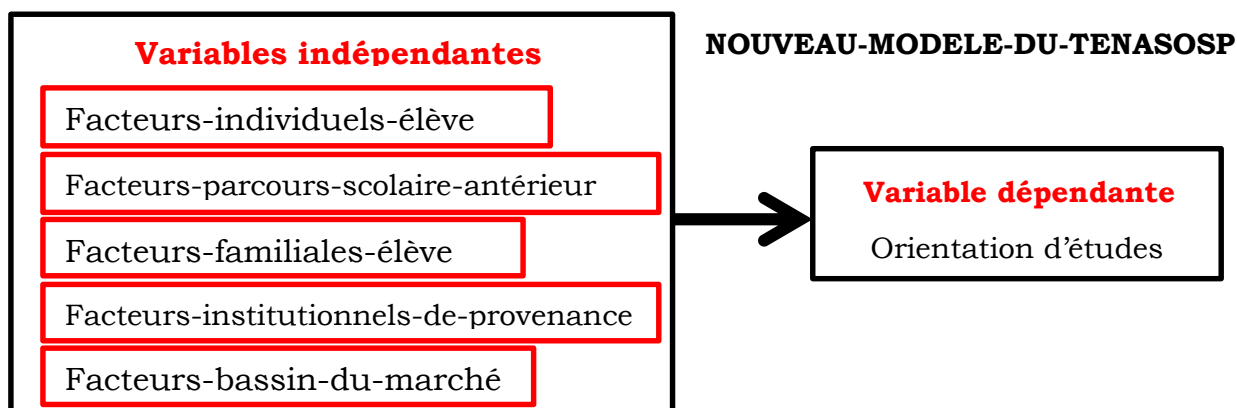 Variables indépendantes
Facteurs-individuels-élève
Facteurs-parcours-scolaire-antérieur
Facteurs-familiales-élève
Facteurs-institutionnels-de-provenance
Facteurs-bassin-du-marché
NOUVEAU-MODELE-DU-TENASOSP
Variable dépendante
Orientation d’études